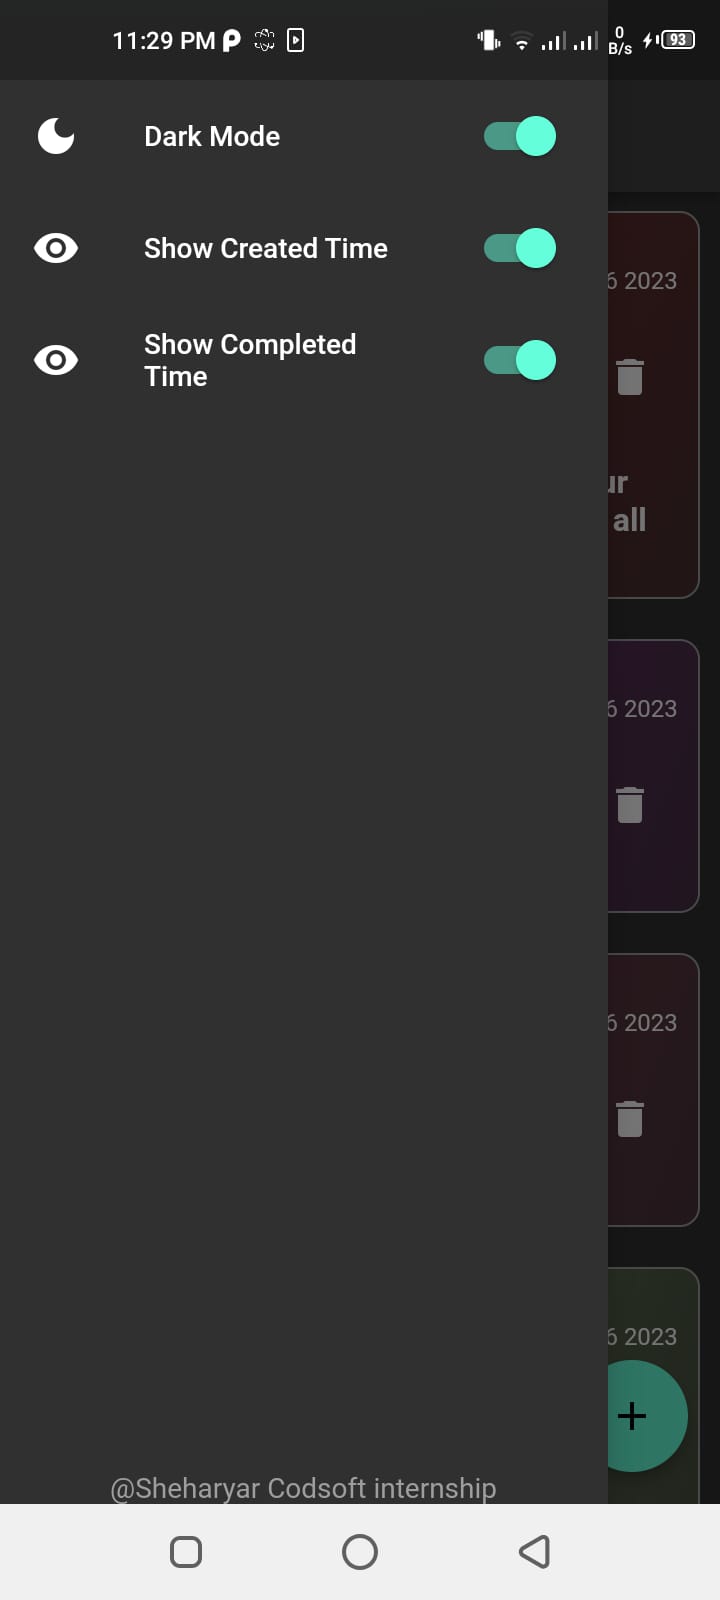 11:29 PM
0
B/s
93
Dark Mode
Show Created Time
Show Completed
Time
6 2023
ur
all
6 2023
6 2023
6 2023
@Sheharyar Codsoft internship